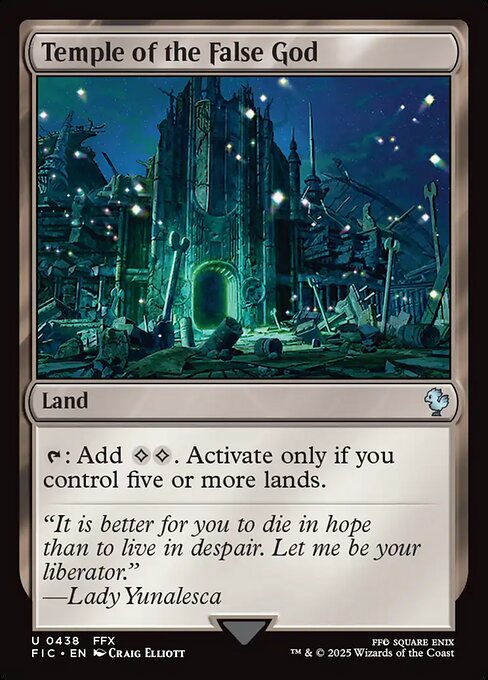 Temple of the False God
Land
: Add . Activate only if you
control five or more lands.
“It is better for you to die in hope
than to live in despair. Let me be your
liberator.”
—Lady Yunalesca
U 0438 FFX
FIC • EN Craig Elliott
FF© SQUARE ENIX
™ & © 2025 Wizards of the Coast